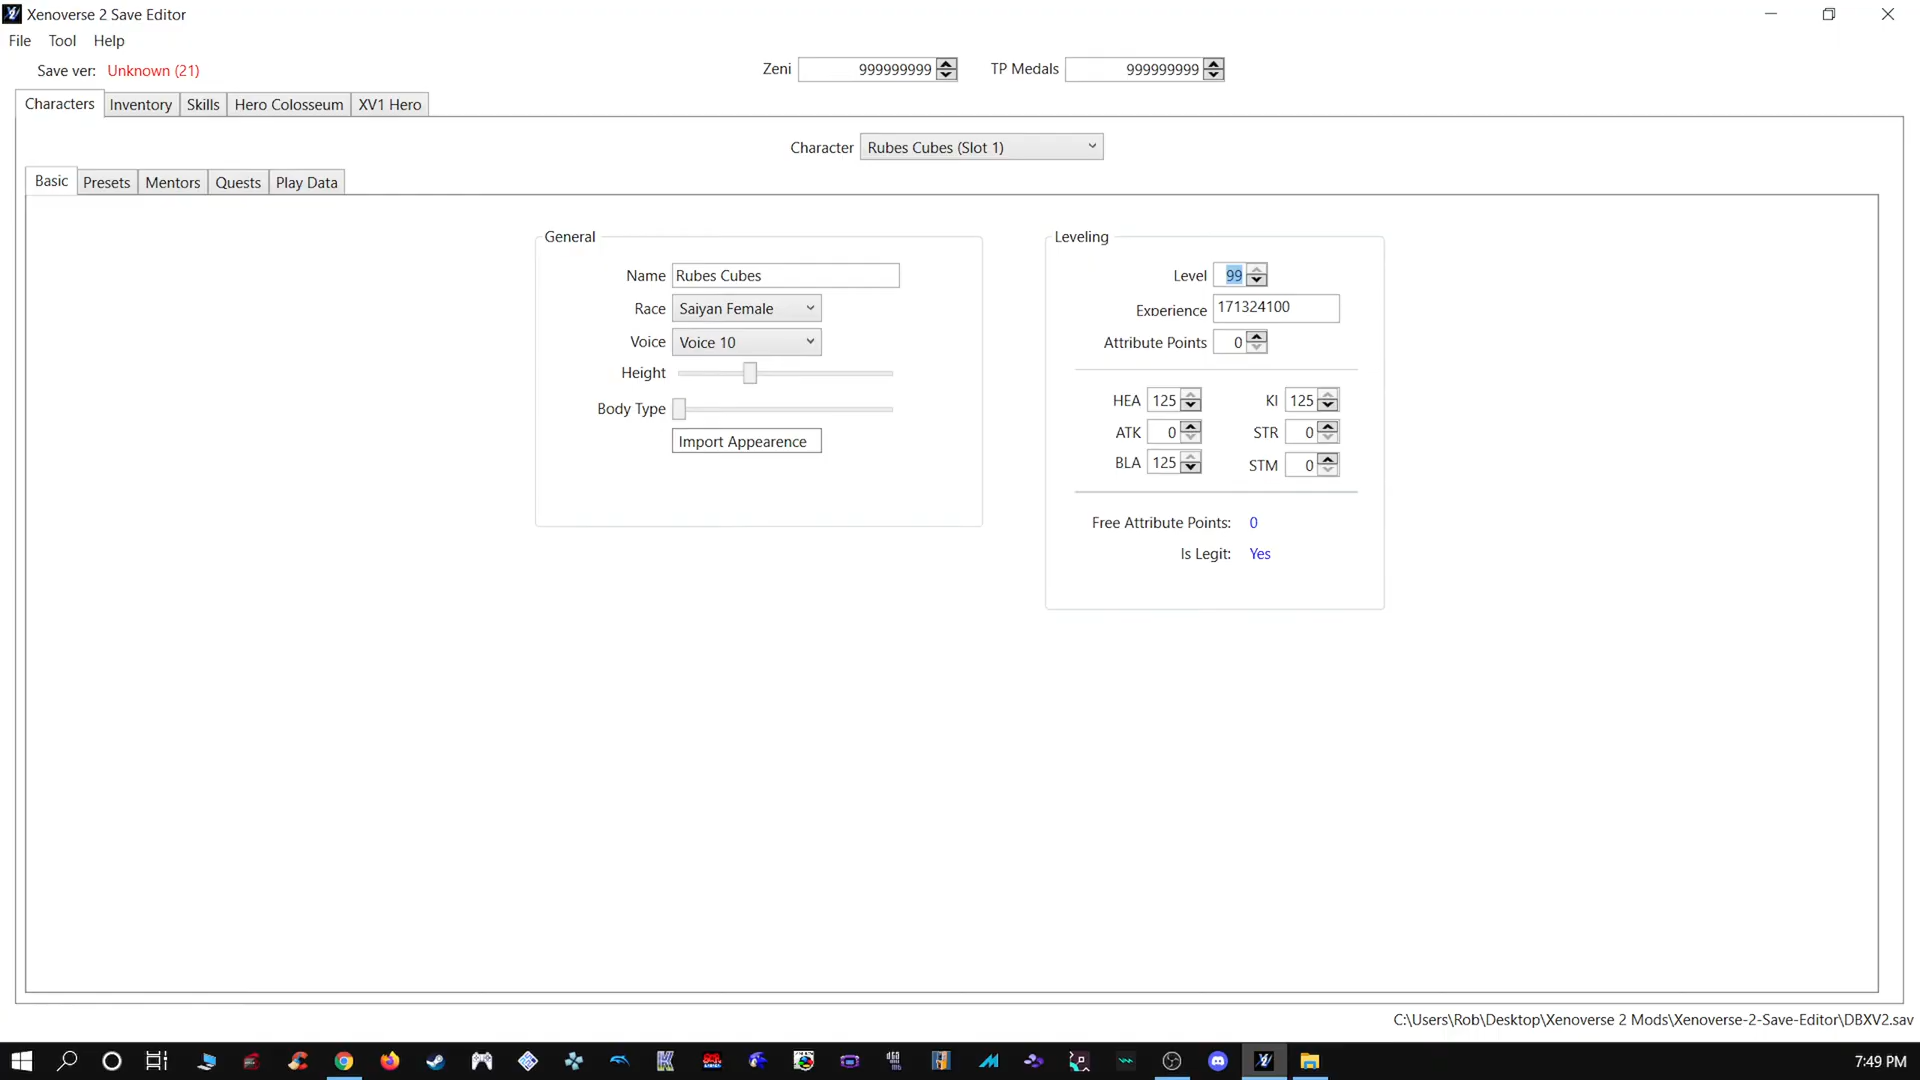 Xenoverse 2 Save Editor
File Tool Help
Save ver: Unknown (21)
Zeni 999999999 TP Medals 999999999
Characters Inventory Skills Hero Colosseum XV1 Hero
Character Rubes Cubes (Slot 1)
Basic Presets Mentors Quests Play Data
General
Name Rubes Cubes
Race Saiyan Female
Voice Voice 10
Height
Body Type
Import Appearence
Leveling
Level 99
Experience 171324100
Attribute Points 0
HEA 125 KI 125
ATK 0 STR 0
BLA 125 STM 0
Free Attribute Points: 0
Is Legit: Yes
C:\Users\Rob\Desktop\Xenoverse 2 Mods\Xenoverse-2-Save-Editor\DBXV2.sav
7:49 PM